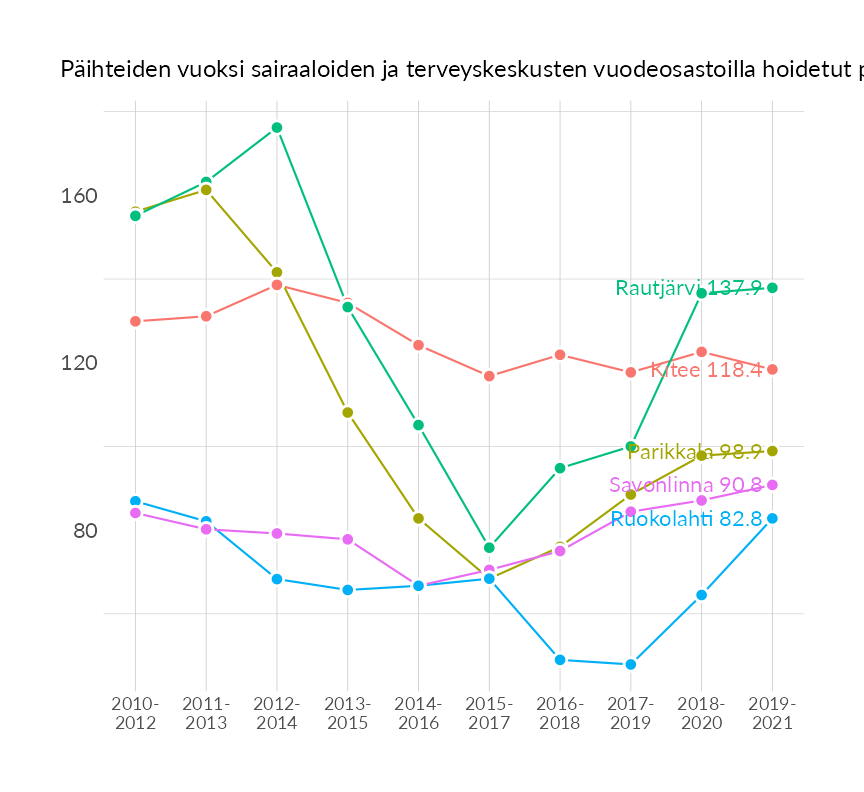 Päihteiden vuoksi sairaaloiden ja terveyskeskusten vuodeosastoilla hoidetut
160
120
80
Rautjärvi 137.9
Kitee 118.4
Parikkala 98.9
Savonlinna 90.8
Ruokolahti 82.8
2010- 2011- 2012- 2013- 2014- 2015- 2016- 2017- 2018- 2019-
2012 2013 2014 2015 2016 2017 2018 2019 2020 2021